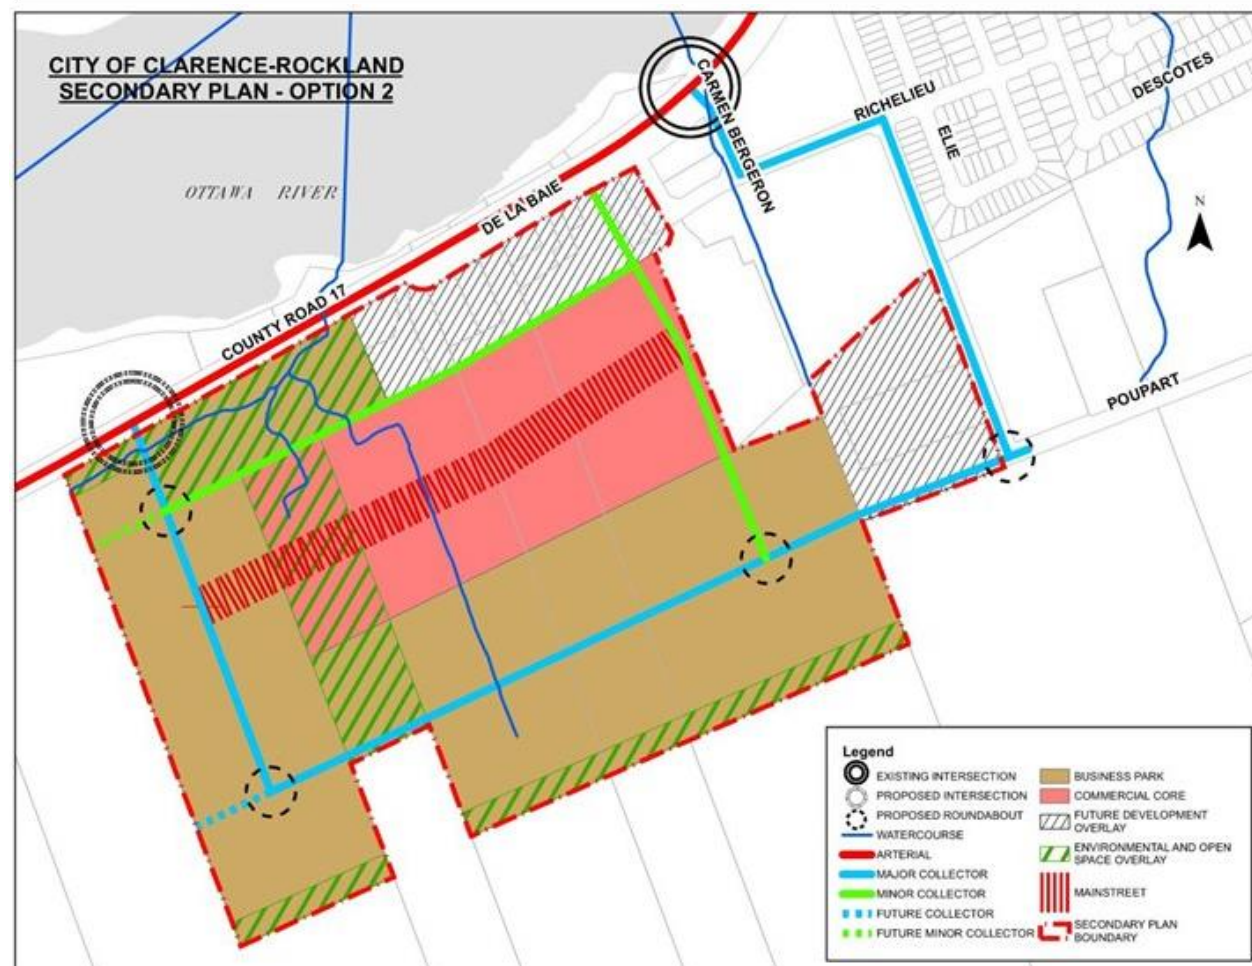 CITY OF CLARENCE-ROCKLAND
SECONDARY PLAN - OPTION 2
OTTAWA RIVER
CARMEN BERGERON
RICHELIEU
ELIE
DESCOTES
N
DE LA BAIE
COUNTY ROAD 17
POUPART
Legend
EXISTING INTERSECTION
PROPOSED INTERSECTION
PROPOSED ROUNDABOUT
WATERCOURSE
ARTERIAL
MAJOR COLLECTOR
MINOR COLLECTOR
FUTURE COLLECTOR
FUTURE MINOR COLLECTOR
BUSINESS PARK
COMMERCIAL CORE
FUTURE DEVELOPMENT
OVERLAY
ENVIRONMENTAL AND OPEN
SPACE OVERLAY
MAINSTREET
SECONDARY PLAN
BOUNDARY